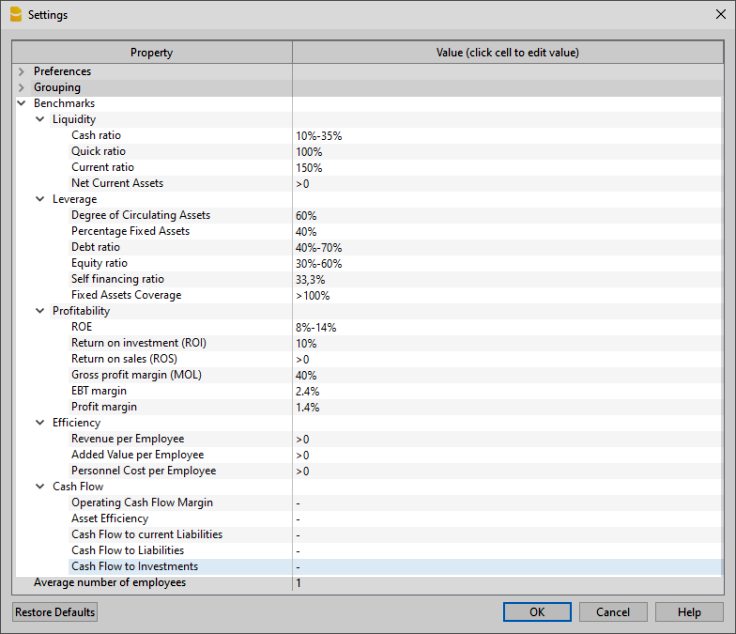 Settings
Property Value (click cell to edit value)
Preferences
Grouping
Benchmarks
Liquidity
Cash ratio 10%-35%
Quick ratio 100%
Current ratio 150%
Net Current Assets >0
Leverage
Degree of Circulating Assets 60%
Percentage Fixed Assets 40%
Debt ratio 40%-70%
Equity ratio 30%-60%
Self financing ratio 33,3%
Fixed Assets Coverage >100%
Profitability
ROE 8%-14%
Return on investment (ROI) 10%
Return on sales (ROS) >0
Gross profit margin (MOL) 40%
EBT margin 2.4%
Profit margin 1.4%
Efficiency
Revenue per Employee >0
Added Value per Employee >0
Personnel Cost per Employee >0
Cash Flow
Operating Cash Flow Margin -
Asset Efficiency -
Cash Flow to current Liabilities -
Cash Flow to Liabilities -
Cash Flow to Investments -
Average number of employees 1
Restore Defaults OK Cancel Help